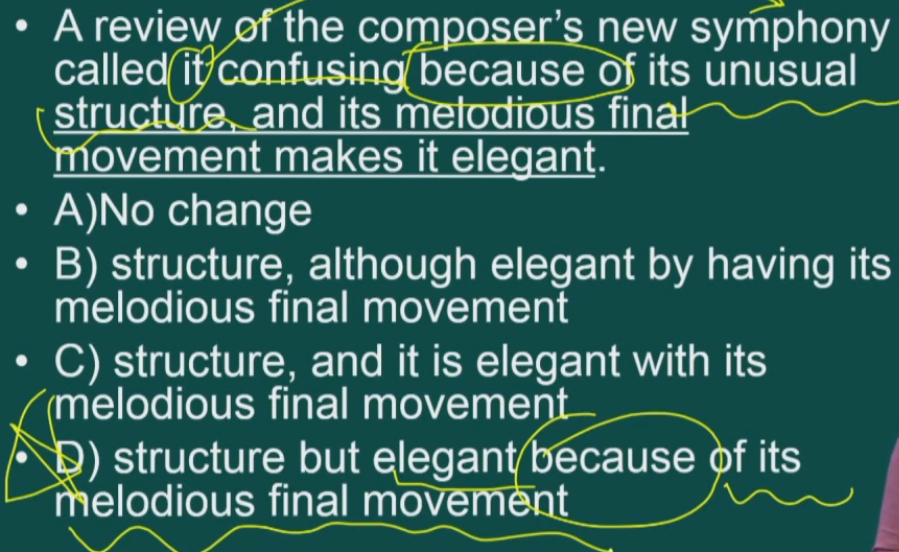 • A review of the composer's new symphony
called it confusing because of its unusual
structure, and its melodious final
movement makes it elegant.
• A)No change
• B) structure, although elegant by having its
melodious final movement
• C) structure, and it is elegant with its
melodious final movement
• D) structure but elegant because of its
melodious final movement